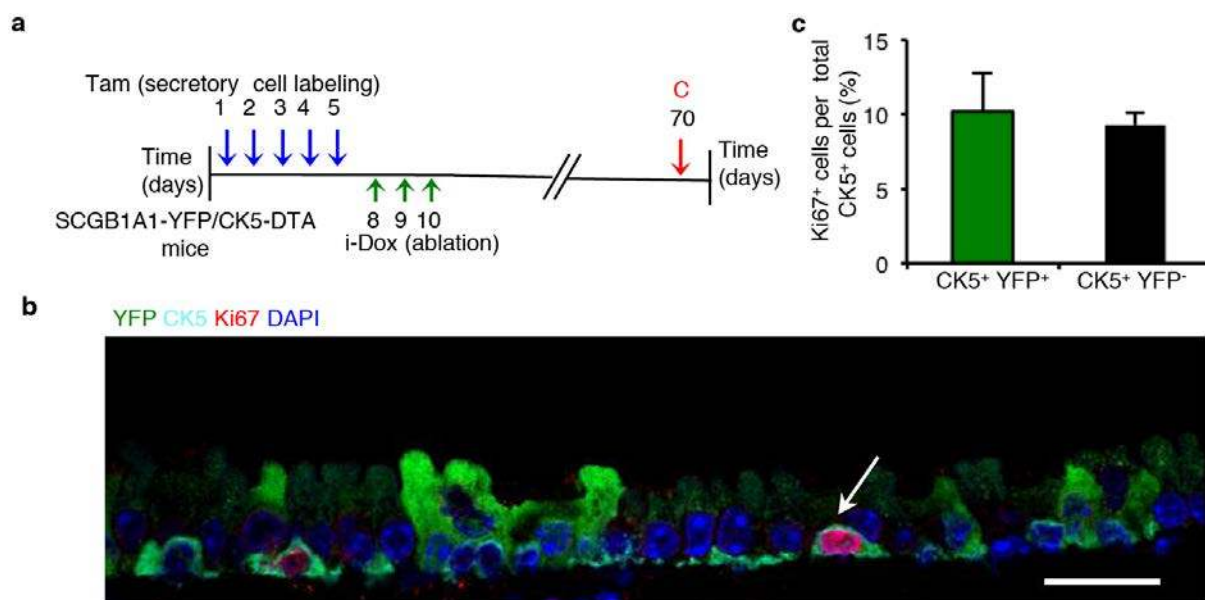 a
Tam (secretory cell labeling)
1 2 3 4 5
C
70
Time
(days)
Time
(days)
8 9 10
SCGB1A1-YFP/CK5-DTA
mice
i-Dox (ablation)
c
Ki67⁺ cells per total
CK5⁺ cells (%)
15
10
5
0
CK5⁺ YFP⁺ CK5⁺ YFP⁻
b
YFP CK5 Ki67 DAPI